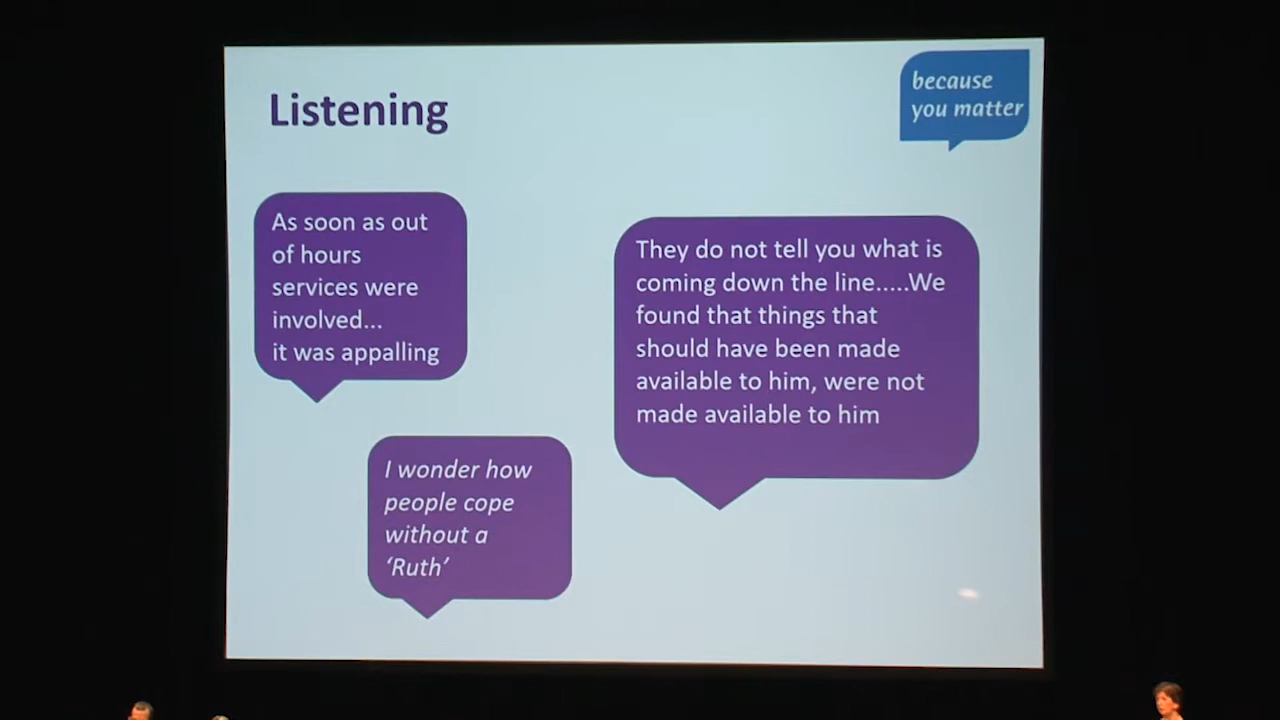 Listening
because
you matter
As soon as out
of hours
services were
involved...
it was appalling
They do not tell you what is
coming down the line.....We
found that things that
should have been made
available to him, were not
made available to him
I wonder how
people cope
without a
‘Ruth’